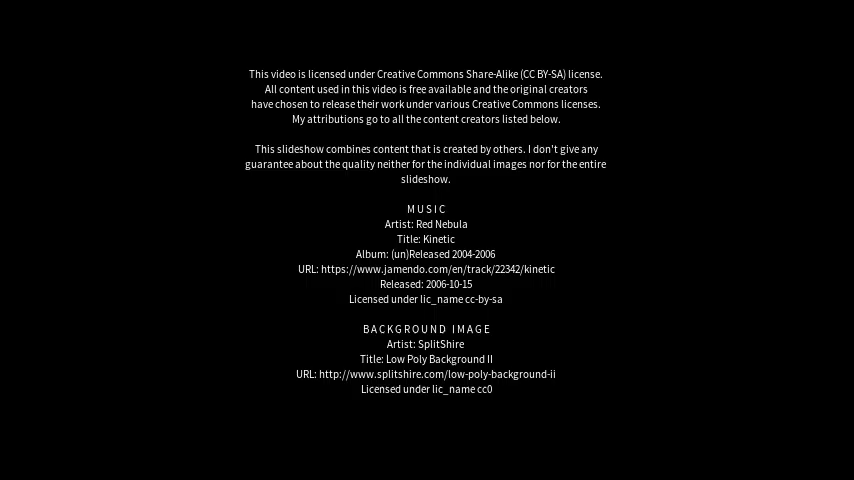 This video is licensed under Creative Commons Share-Alike (CC BY-SA) license.
All content used in this video is free available and the original creators
have chosen to release their work under various Creative Commons licenses.
My attributions go to all the content creators listed below.
This slideshow combines content that is created by others. I don't give any
guarantee about the quality neither for the individual images nor for the entire
slideshow.
MUSIC
Artist: Red Nebula
Title: Kinetic
Album: (un)Released 2004-2006
URL: https://www.jamendo.com/en/track/22342/kinetic
Released: 2006-10-15
Licensed under lic_name cc-by-sa
BACKGROUND IMAGE
Artist: SplitShire
Title: Low Poly Background II
URL: http://www.splitshire.com/low-poly-background-ii
Licensed under lic_name cc0